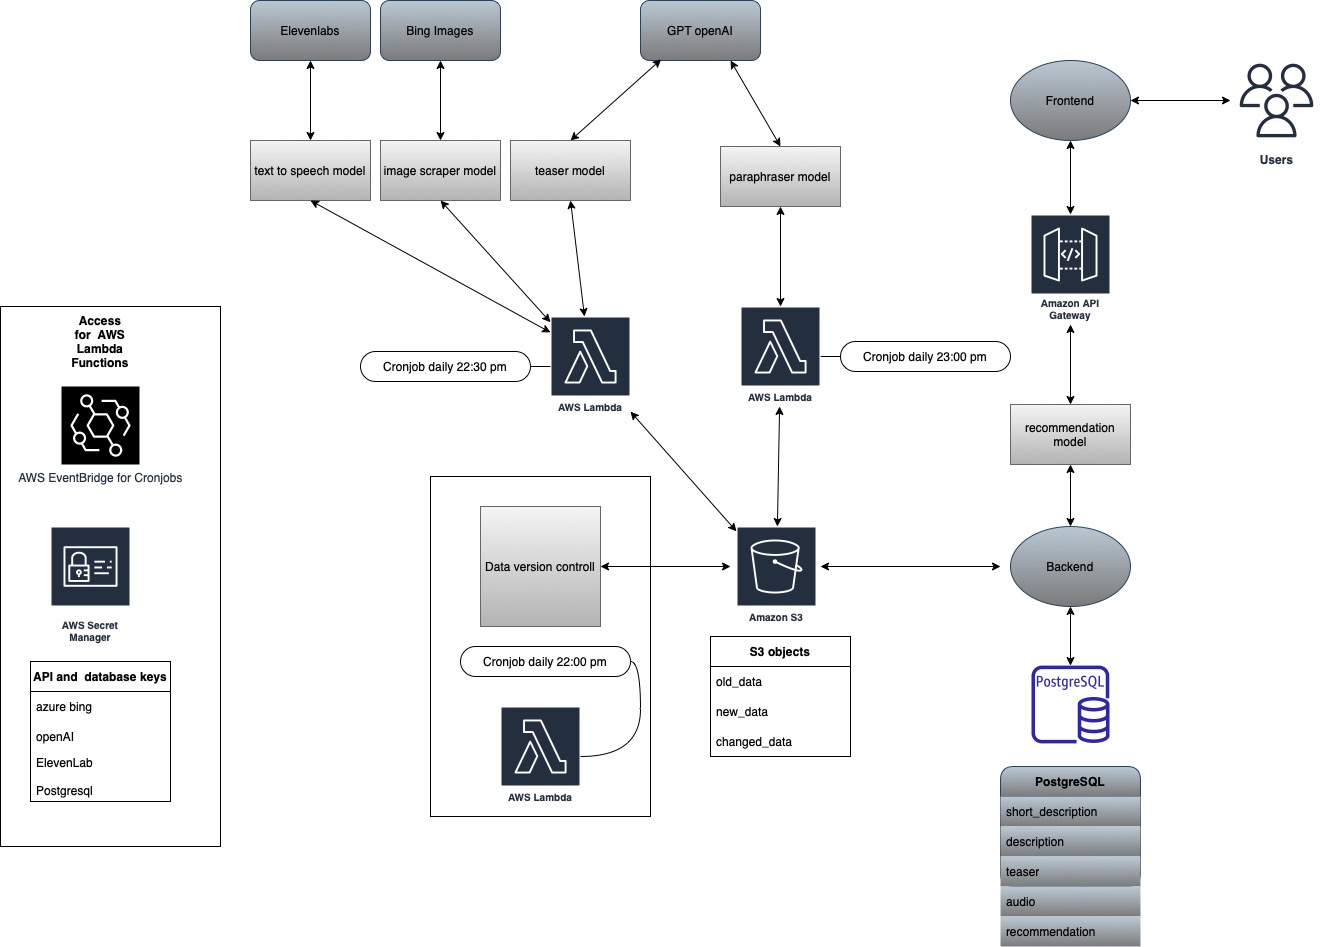 Elevenlabs
Bing Images
GPT openAI
Frontend
Users
text to speech model
image scraper model
teaser model
paraphraser model
Amazon API
Gateway
Access
for AWS
Lambda
Functions
AWS EventBridge for Cronjobs
AWS Secret
Manager
API and database keys
azure bing
openAI
ElevenLab
Postgresql
Cronjob daily 22:30 pm
AWS Lambda
AWS Lambda
Cronjob daily 23:00 pm
recommendation
model
Data version controll
Cronjob daily 22:00 pm
AWS Lambda
Amazon S3
S3 objects
old_data
new_data
changed_data
Backend
PostgreSQL
PostgreSQL
short_description
description
teaser
audio
recommendation